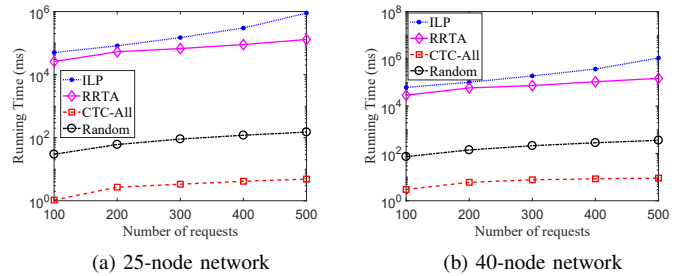 10^6
10^4
10^2
10^0
Running Time (ms)
ILP
RRTA
CTC-All
Random
100 200 300 400 500
Number of requests
(a) 25-node network
10^8
10^6
10^4
10^2
10^0
Running Time (ms)
ILP
RRTA
CTC-All
Random
100 200 300 400 500
Number of requests
(b) 40-node network